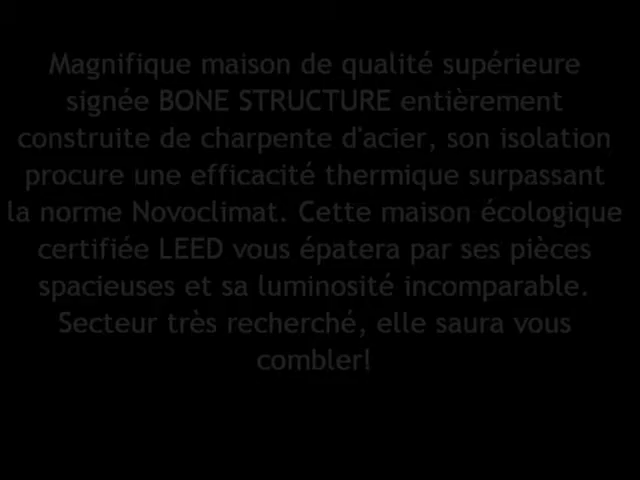 Magnifique maison de qualité supérieure
signée BONE STRUCTURE entièrement
construite de charpente d'acier, son isolation
procure une efficacité thermique surpassant
la norme Novoclimat. Cette maison écologique
certifiée LEED vous épatera par ses pièces
spacieuses et sa luminosité incomparable.
Secteur très recherché, elle saura vous
combler!